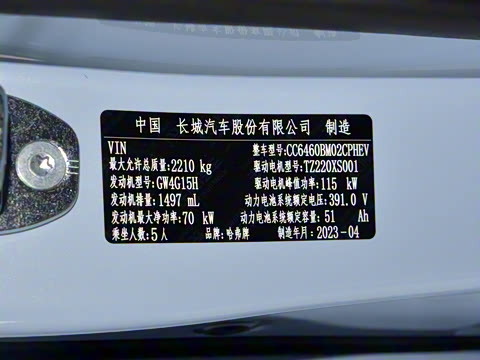 中国 长城汽车股份有限公司 制造
VIN 整车型号:CC6460BM02CPHEV
最大允许总质量:2210 kg 驱动电机型号:TZ220XS001
发动机型号:GW4G15H 驱动电机峰值功率:115 kW
发动机排量:1497 mL 动力电池系统额定电压:391.0 V
发动机最大净功率:70 kW 动力电池系统额定容量:51 Ah
乘坐人数:5人 品牌:哈弗牌 制造年月:2023-04